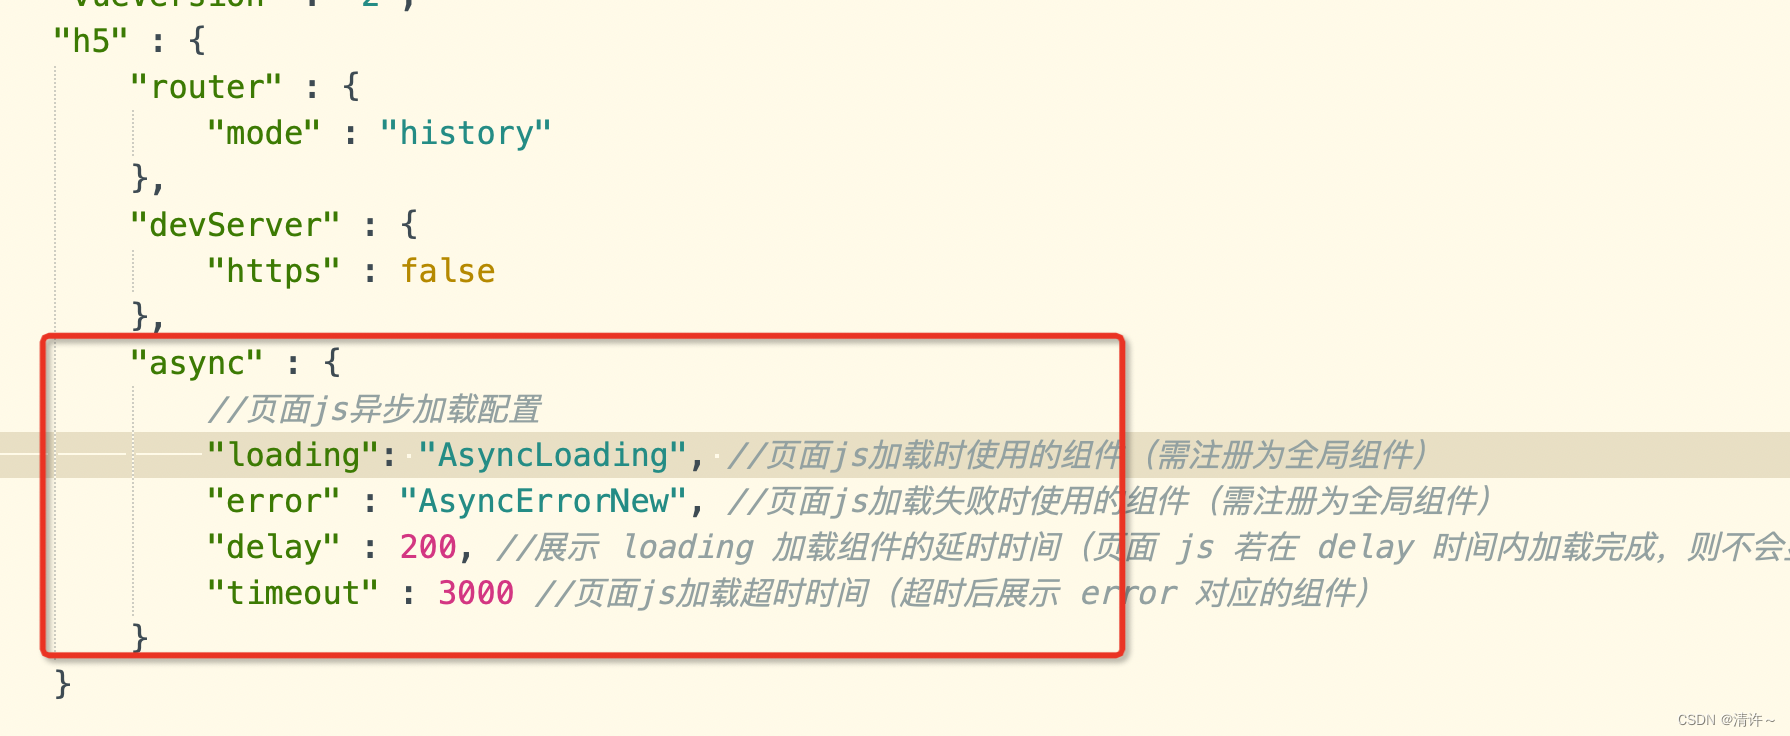 "vueVersion" : "2",
"h5" : {
"router" : {
"mode" : "history"
},
"devServer" : {
"https" : false
},
"async" : {
//页面js异步加载配置
"loading": "AsyncLoading", //页面js加载时使用的组件（需注册为全局组件）
"error" : "AsyncErrorNew", //页面js加载失败时使用的组件（需注册为全局组件）
"delay" : 200, //展示 loading 加载组件的延时时间（页面 js 若在 delay 时间内加载完成，则不会
"timeout" : 3000 //页面js加载超时时间（超时后展示 error 对应的组件）
}
}
CSDN @清许~